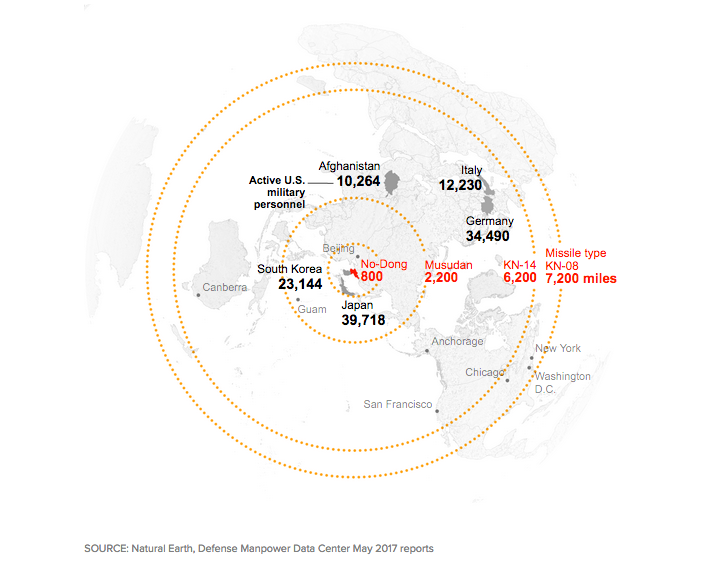 Afghanistan
10,264
Active U.S.
military
personnel
Italy
12,230
Germany
34,490
Beijing
No-Dong
800
Musudan
2,200
KN-14
6,200
Missile type
KN-08
7,200 miles
South Korea
23,144
Canberra
Guam
Japan
39,718
Anchorage
New York
Chicago
Washington
D.C.
San Francisco
SOURCE: Natural Earth, Defense Manpower Data Center May 2017 reports